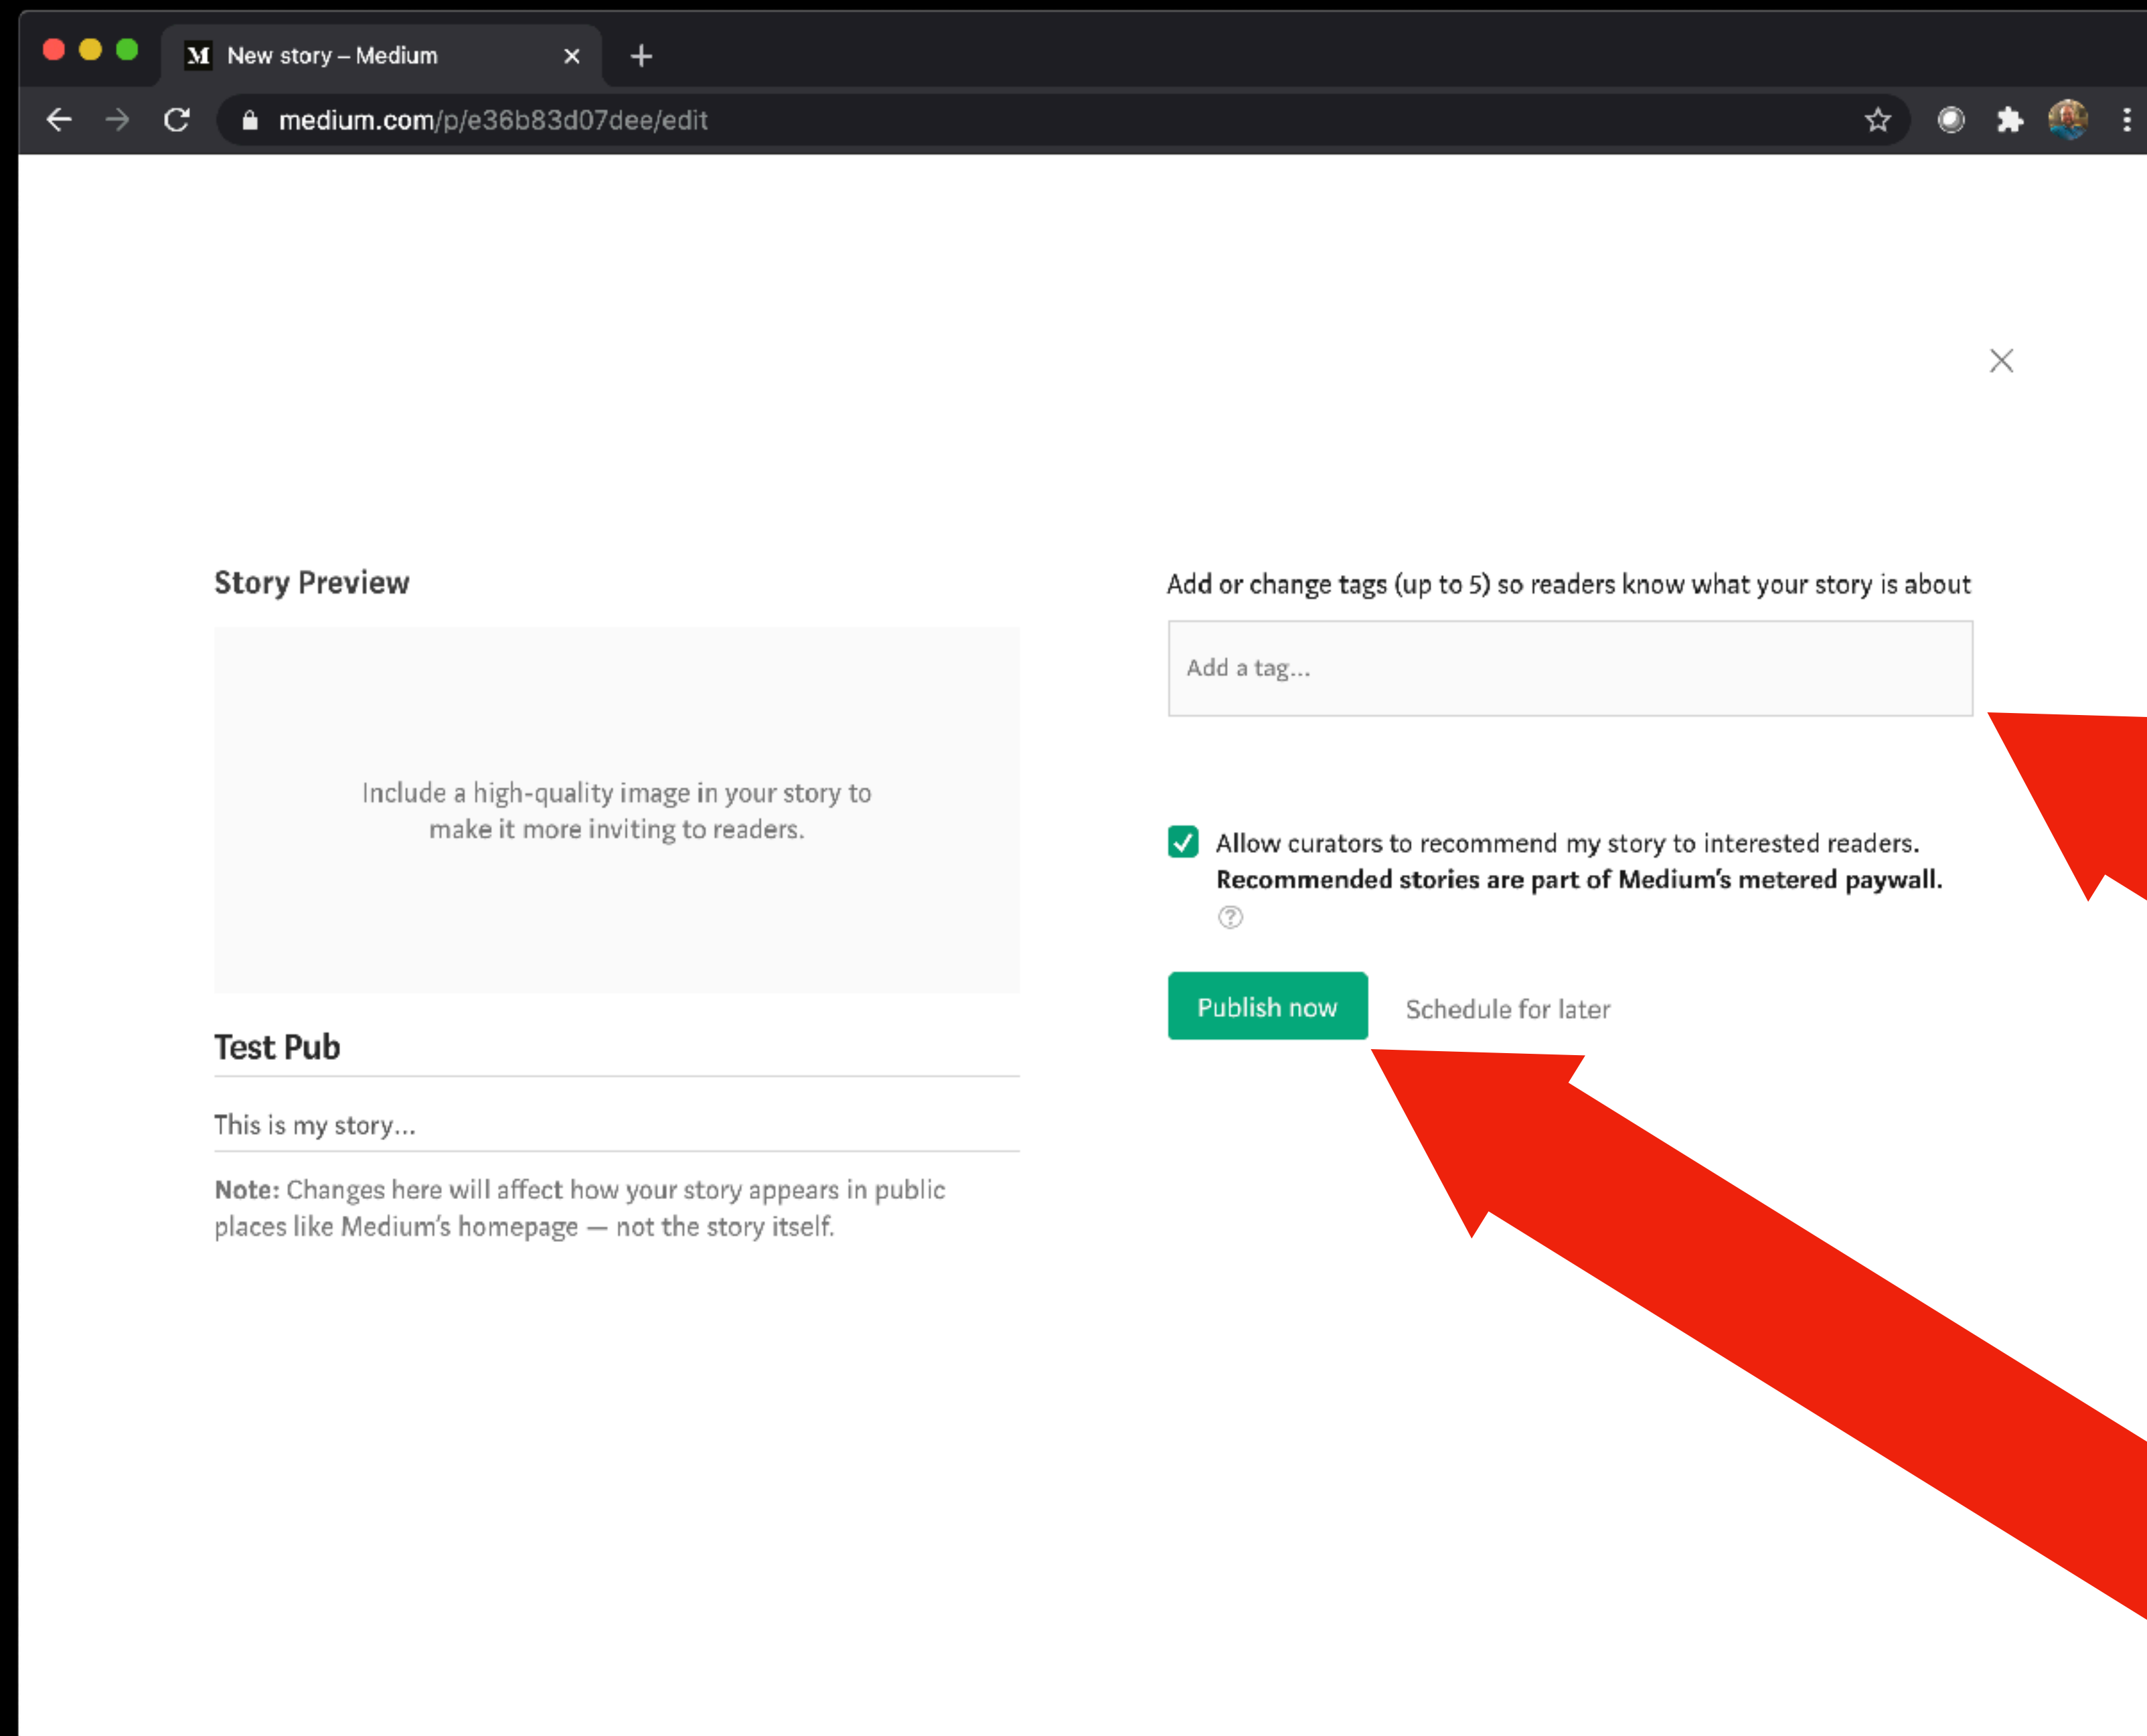 New story – Medium
medium.com/p/e36b83d07dee/edit
Story Preview
Include a high-quality image in your story to
make it more inviting to readers.
Test Pub
This is my story...
Note: Changes here will affect how your story appears in public
places like Medium's homepage — not the story itself.
Add or change tags (up to 5) so readers know what your story is about
Add a tag...
Allow curators to recommend my story to interested readers.
Recommended stories are part of Medium's metered paywall.
?
Publish now
Schedule for later